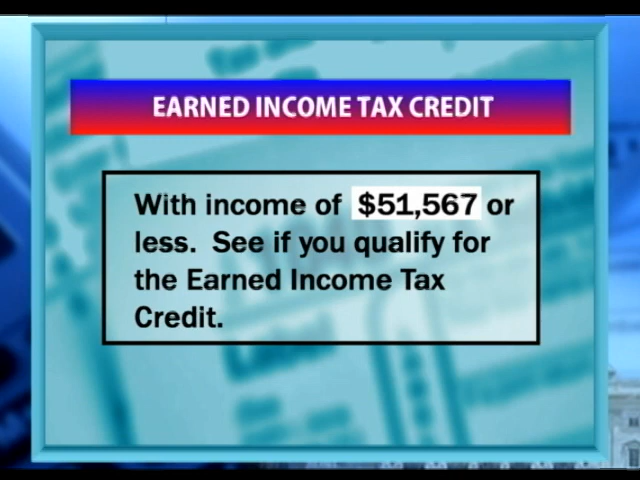 EARNED INCOME TAX CREDIT
With income of $51,567 or
less. See if you qualify for
the Earned Income Tax
Credit.